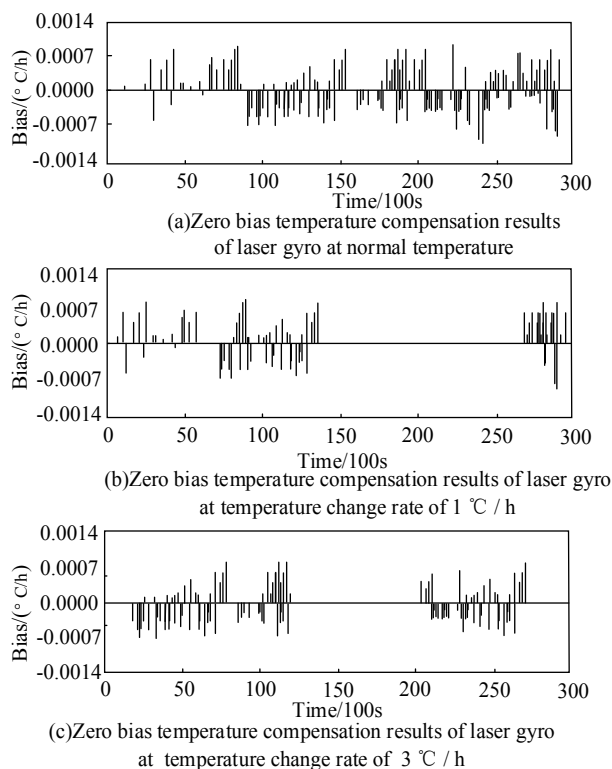 0.0014
0.0007
0.0000
-0.0007
-0.0014
Bias/(° C/h)
0 50 100 150 200 250 300
Time/100s
(a)Zero bias temperature compensation results
of laser gyro at normal temperature
0.0014
0.0007
0.0000
-0.0007
-0.0014
Bias/(° C/h)
0 50 100 150 200 250 300
Time/100s
(b)Zero bias temperature compensation results of laser gyro
at temperature change rate of 1 ℃ / h
0.0014
0.0007
0.0000
-0.0007
-0.0014
Bias/(° C/h)
0 50 100 150 200 250 300
Time/100s
(c)Zero bias temperature compensation results of laser gyro
at temperature change rate of 3 ℃ / h